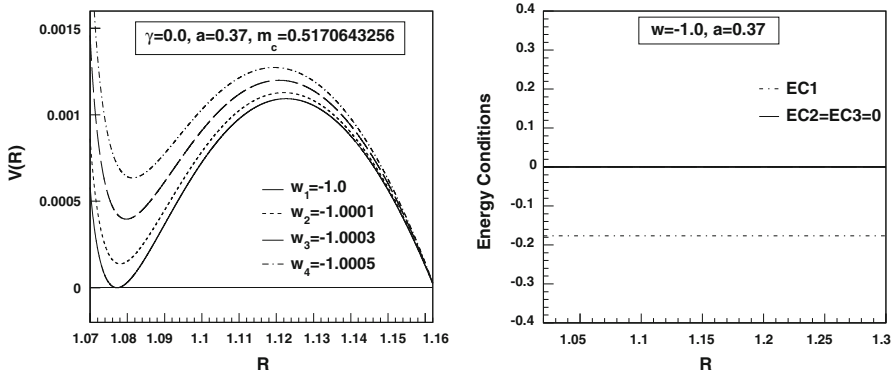 γ=0.0, a=0.37, m_c=0.5170643256
V(R)
0.0015
0.001
0.0005
0
w_1=-1.0
w_2=-1.0001
w_3=-1.0003
w_4=-1.0005
1.07 1.08 1.09 1.1 1.11 1.12 1.13 1.14 1.15 1.16
R
w=-1.0, a=0.37
Energy Conditions
0.4
0.3
0.2
0.1
0
-0.1
-0.2
-0.3
-0.4
EC1
EC2=EC3=0
1.05 1.1 1.15 1.2 1.25 1.3
R